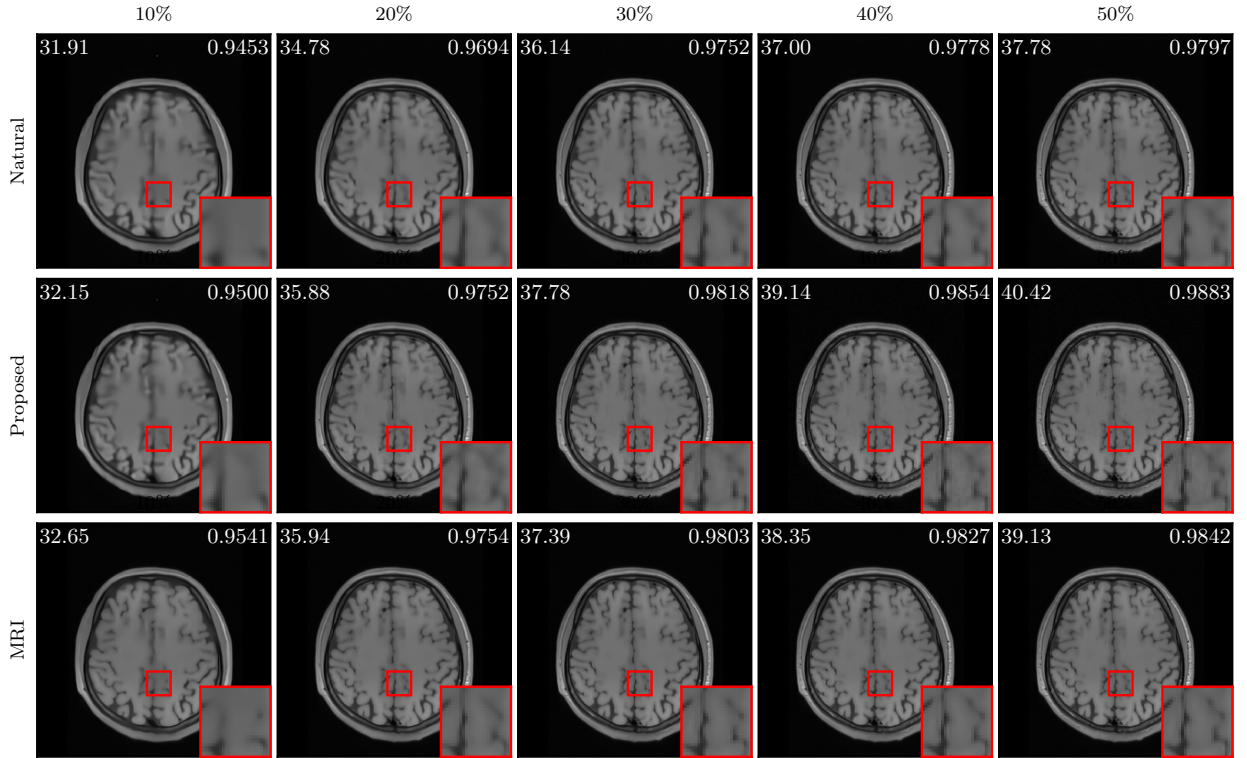 10% 20% 30% 40% 50%
Natural
31.91 0.9453 34.78 0.9694 36.14 0.9752 37.00 0.9778 37.78 0.9797
Proposed
32.15 0.9500 35.88 0.9752 37.78 0.9818 39.14 0.9854 40.42 0.9883
MRI
32.65 0.9541 35.94 0.9754 37.39 0.9803 38.35 0.9827 39.13 0.9842